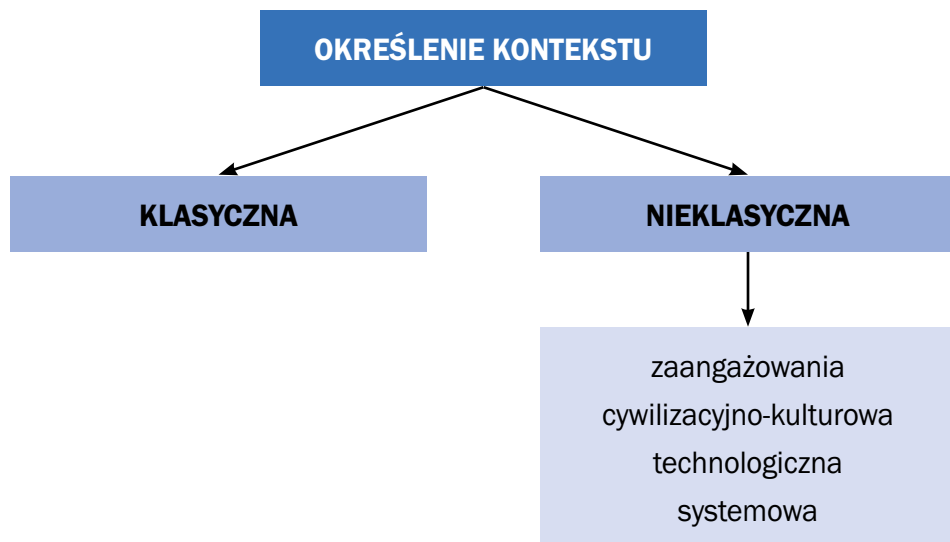 OKREŚLENIE KONTEKSTU
KLASYCZNA
NIEKLASYCZNA
zaangażowania
cywilizacyjno-kulturowa
technologiczna
systemowa